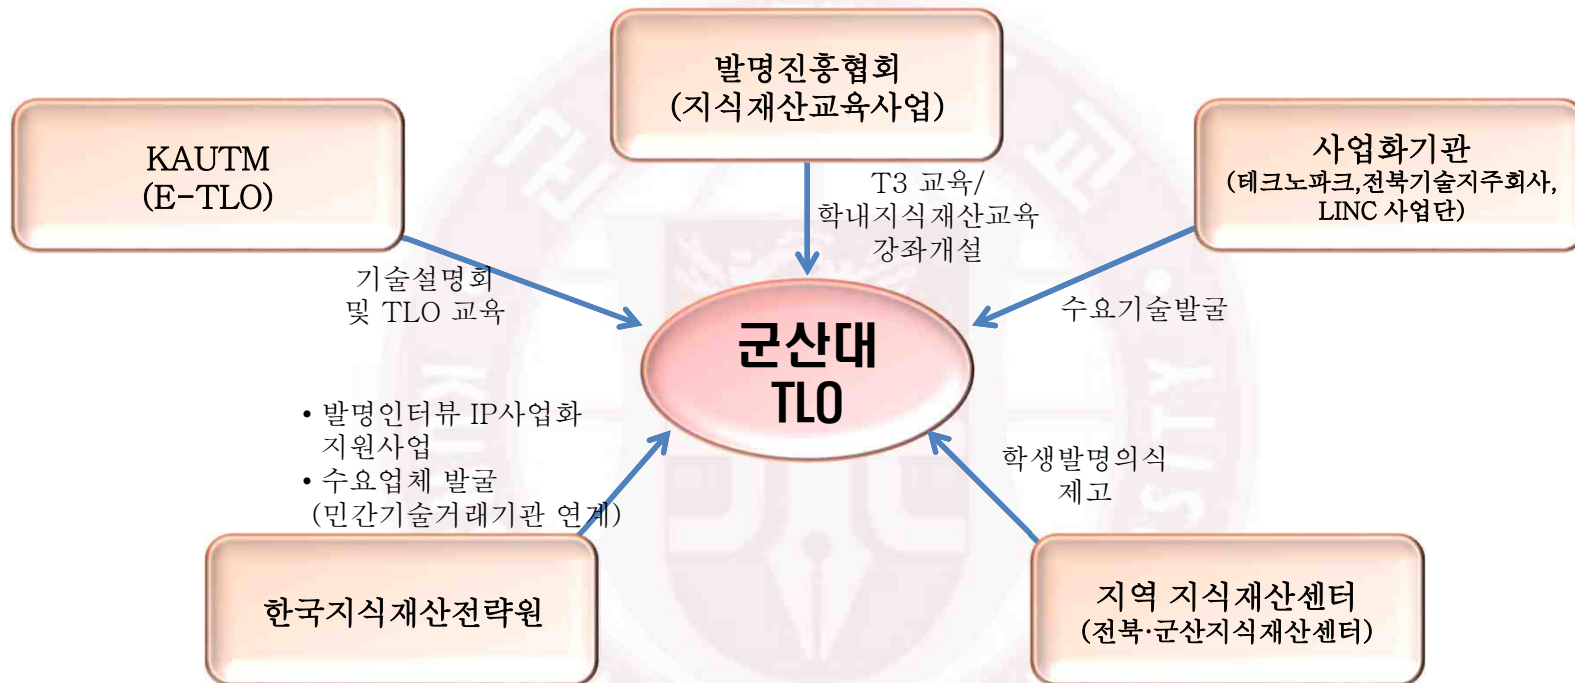 발명진흥협회
(지식재산교육사업)
KAUTM
(E-TLO)
사업화기관
(테크노파크,전북기술지주회사,
LINC 사업단)
T3 교육/
학내지식재산교육
강좌개설
기술설명회
및 TLO 교육
수요기술발굴
군산대
TLO
• 발명인터뷰 IP사업화
지원사업
• 수요업체 발굴
(민간기술거래기관 연계)
학생발명의식
제고
한국지식재산전략원
지역 지식재산센터
(전북·군산지식재산센터)